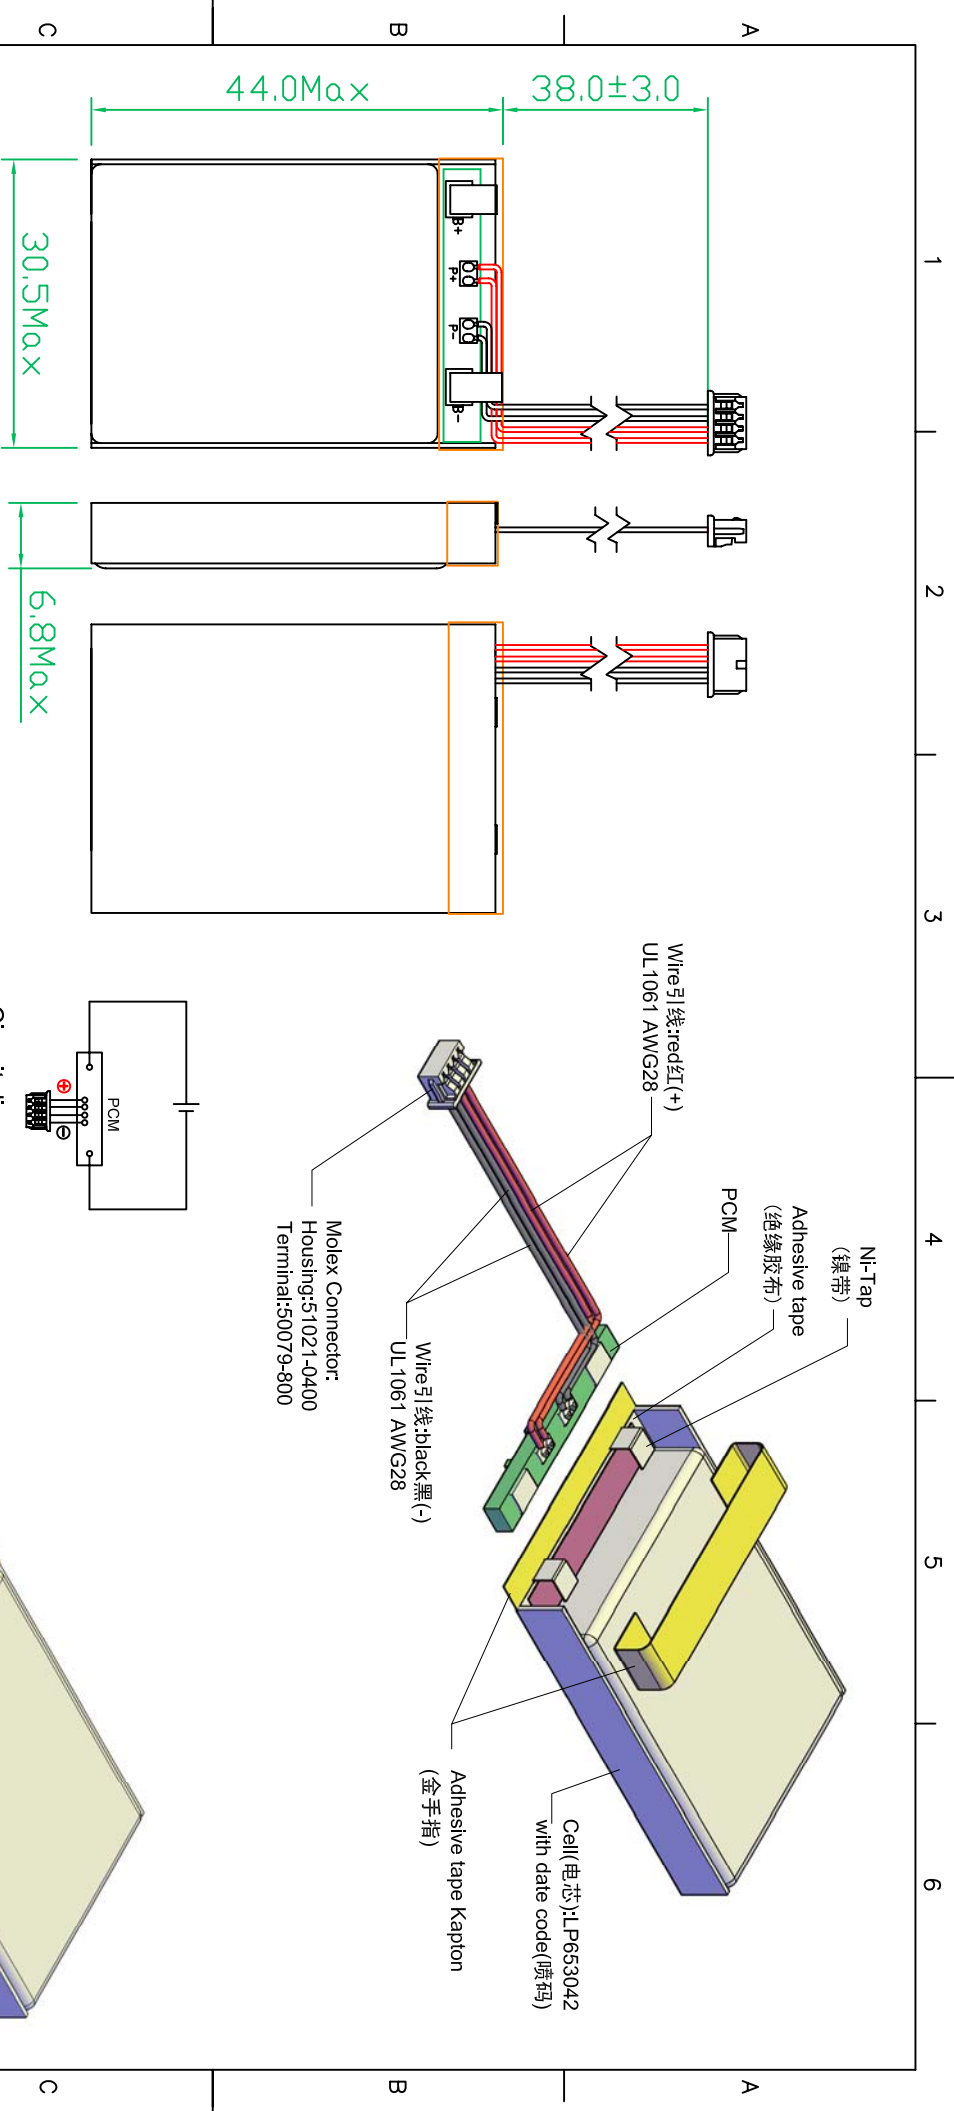 1
2
3
4
5
6
A
A
B
B
C
C
38.0±3.0
44.0Max
30.5Max
6.8Max
B+
P+
P-
B-
Wire引线:red红(+)
UL1061 AWG28
Ni-Tap
(镍带)
Adhesive tape
(绝缘胶布)
PCM
Molex Connector:
Housing:51021-0400
Terminal:50079-800
Wire引线:black黑(-)
UL1061 AWG28
Cell(电芯):LP653042
with date code(喷码)
Adhesive tape Kapton
(金手指)
PCM
+
-